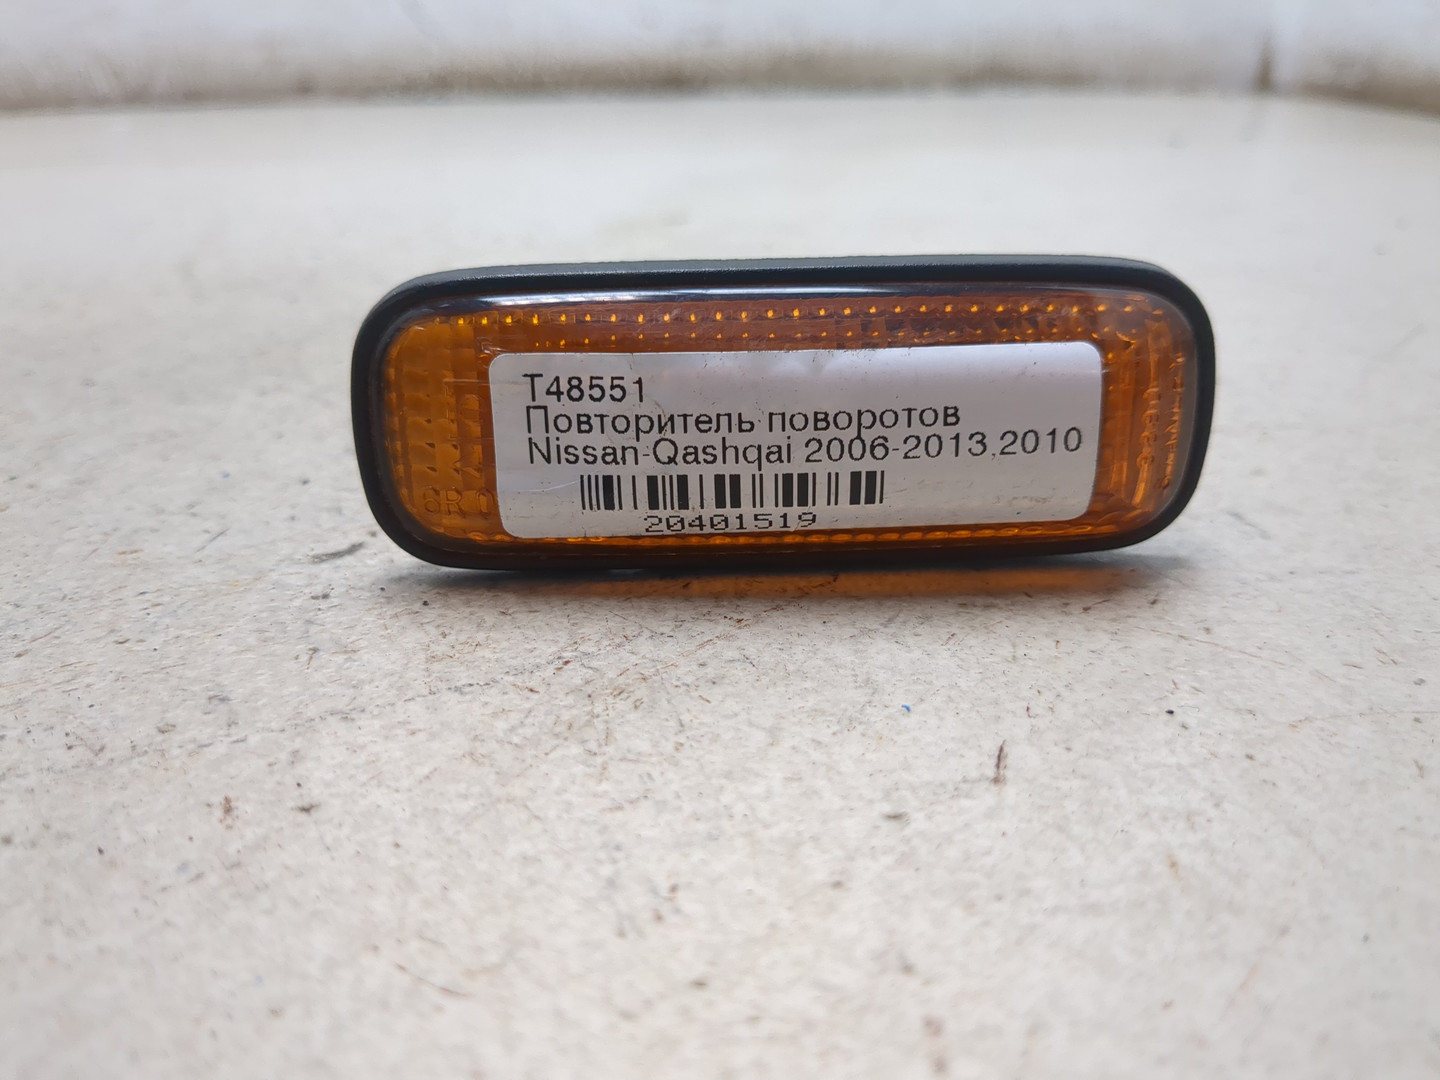 T48551
Повторитель поворотов
Nissan-Qashqai 2006-2013,2010
20401519